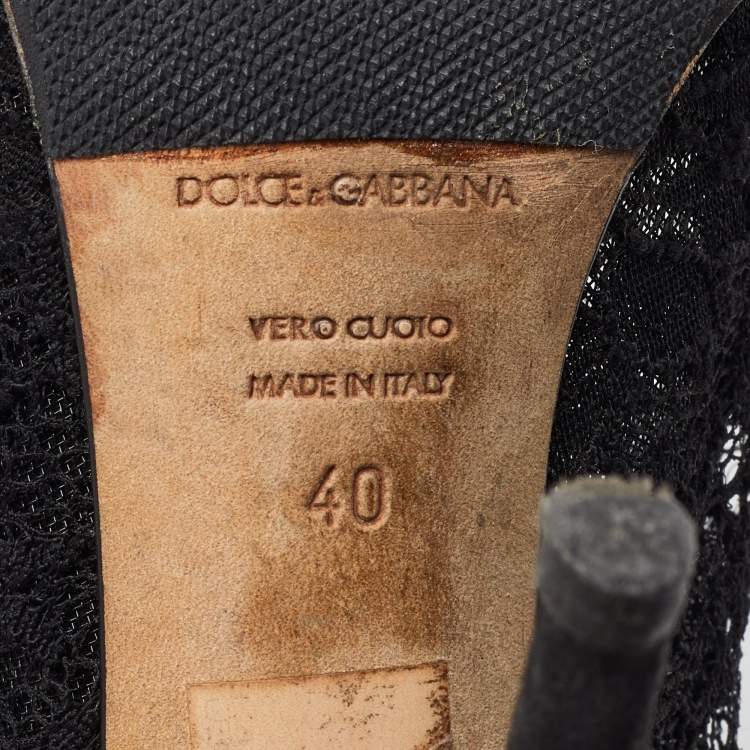 DOLCE & GABBANA
VERO CUOIO
MADE IN ITALY
40